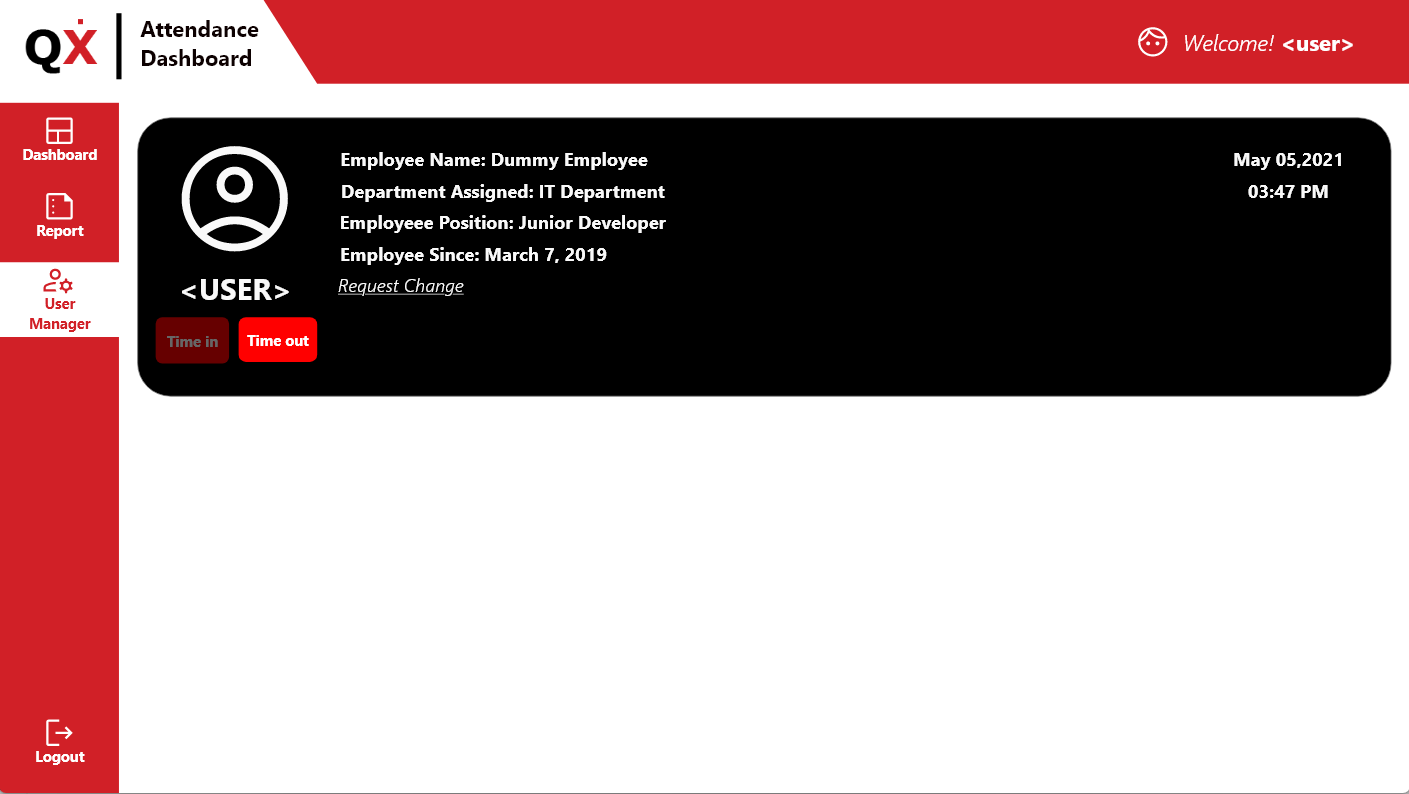 QX
Attendance
Dashboard
Welcome! <user>
Dashboard
Report
User
Manager
Logout
<USER>
Time in
Time out
Employee Name: Dummy Employee
Department Assigned: IT Department
Employeee Position: Junior Developer
Employee Since: March 7, 2019
Request Change
May 05,2021
03:47 PM